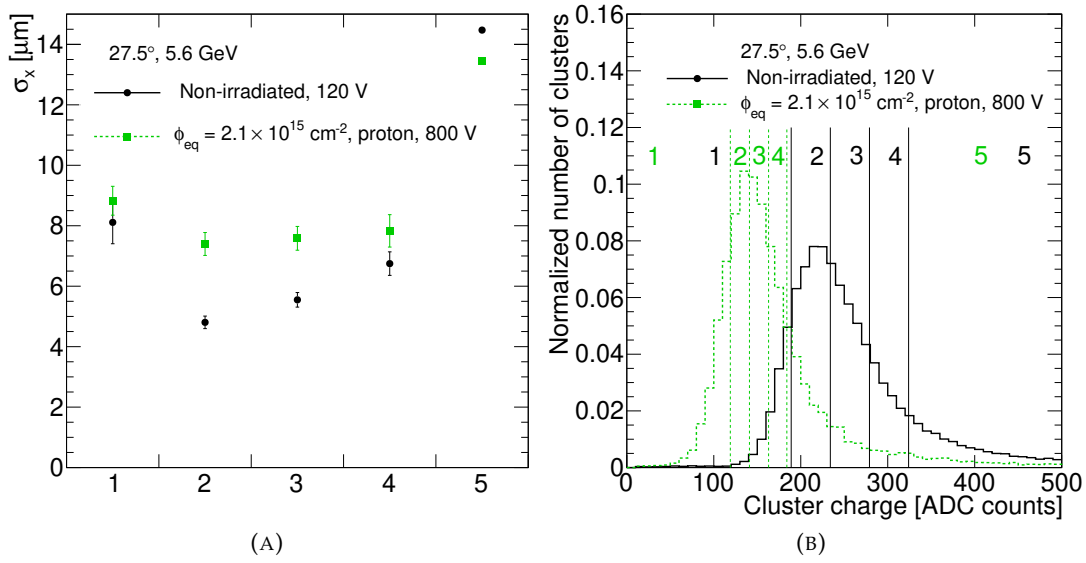 σx [μm]
14
12
10
8
6
4
2
0
27.5°, 5.6 GeV
Non-irradiated, 120 V
ϕeq = 2.1 × 10^15 cm^-2, proton, 800 V
1 2 3 4 5
(A)
Normalized number of clusters
0.16
0.14
0.12
0.1
0.08
0.06
0.04
0.02
0
27.5°, 5.6 GeV
Non-irradiated, 120 V
ϕeq = 2.1 × 10^15 cm^-2, proton, 800 V
1 1 2 3 4 2 3 4 5 5
0 100 200 300 400 500
Cluster charge [ADC counts]
(B)